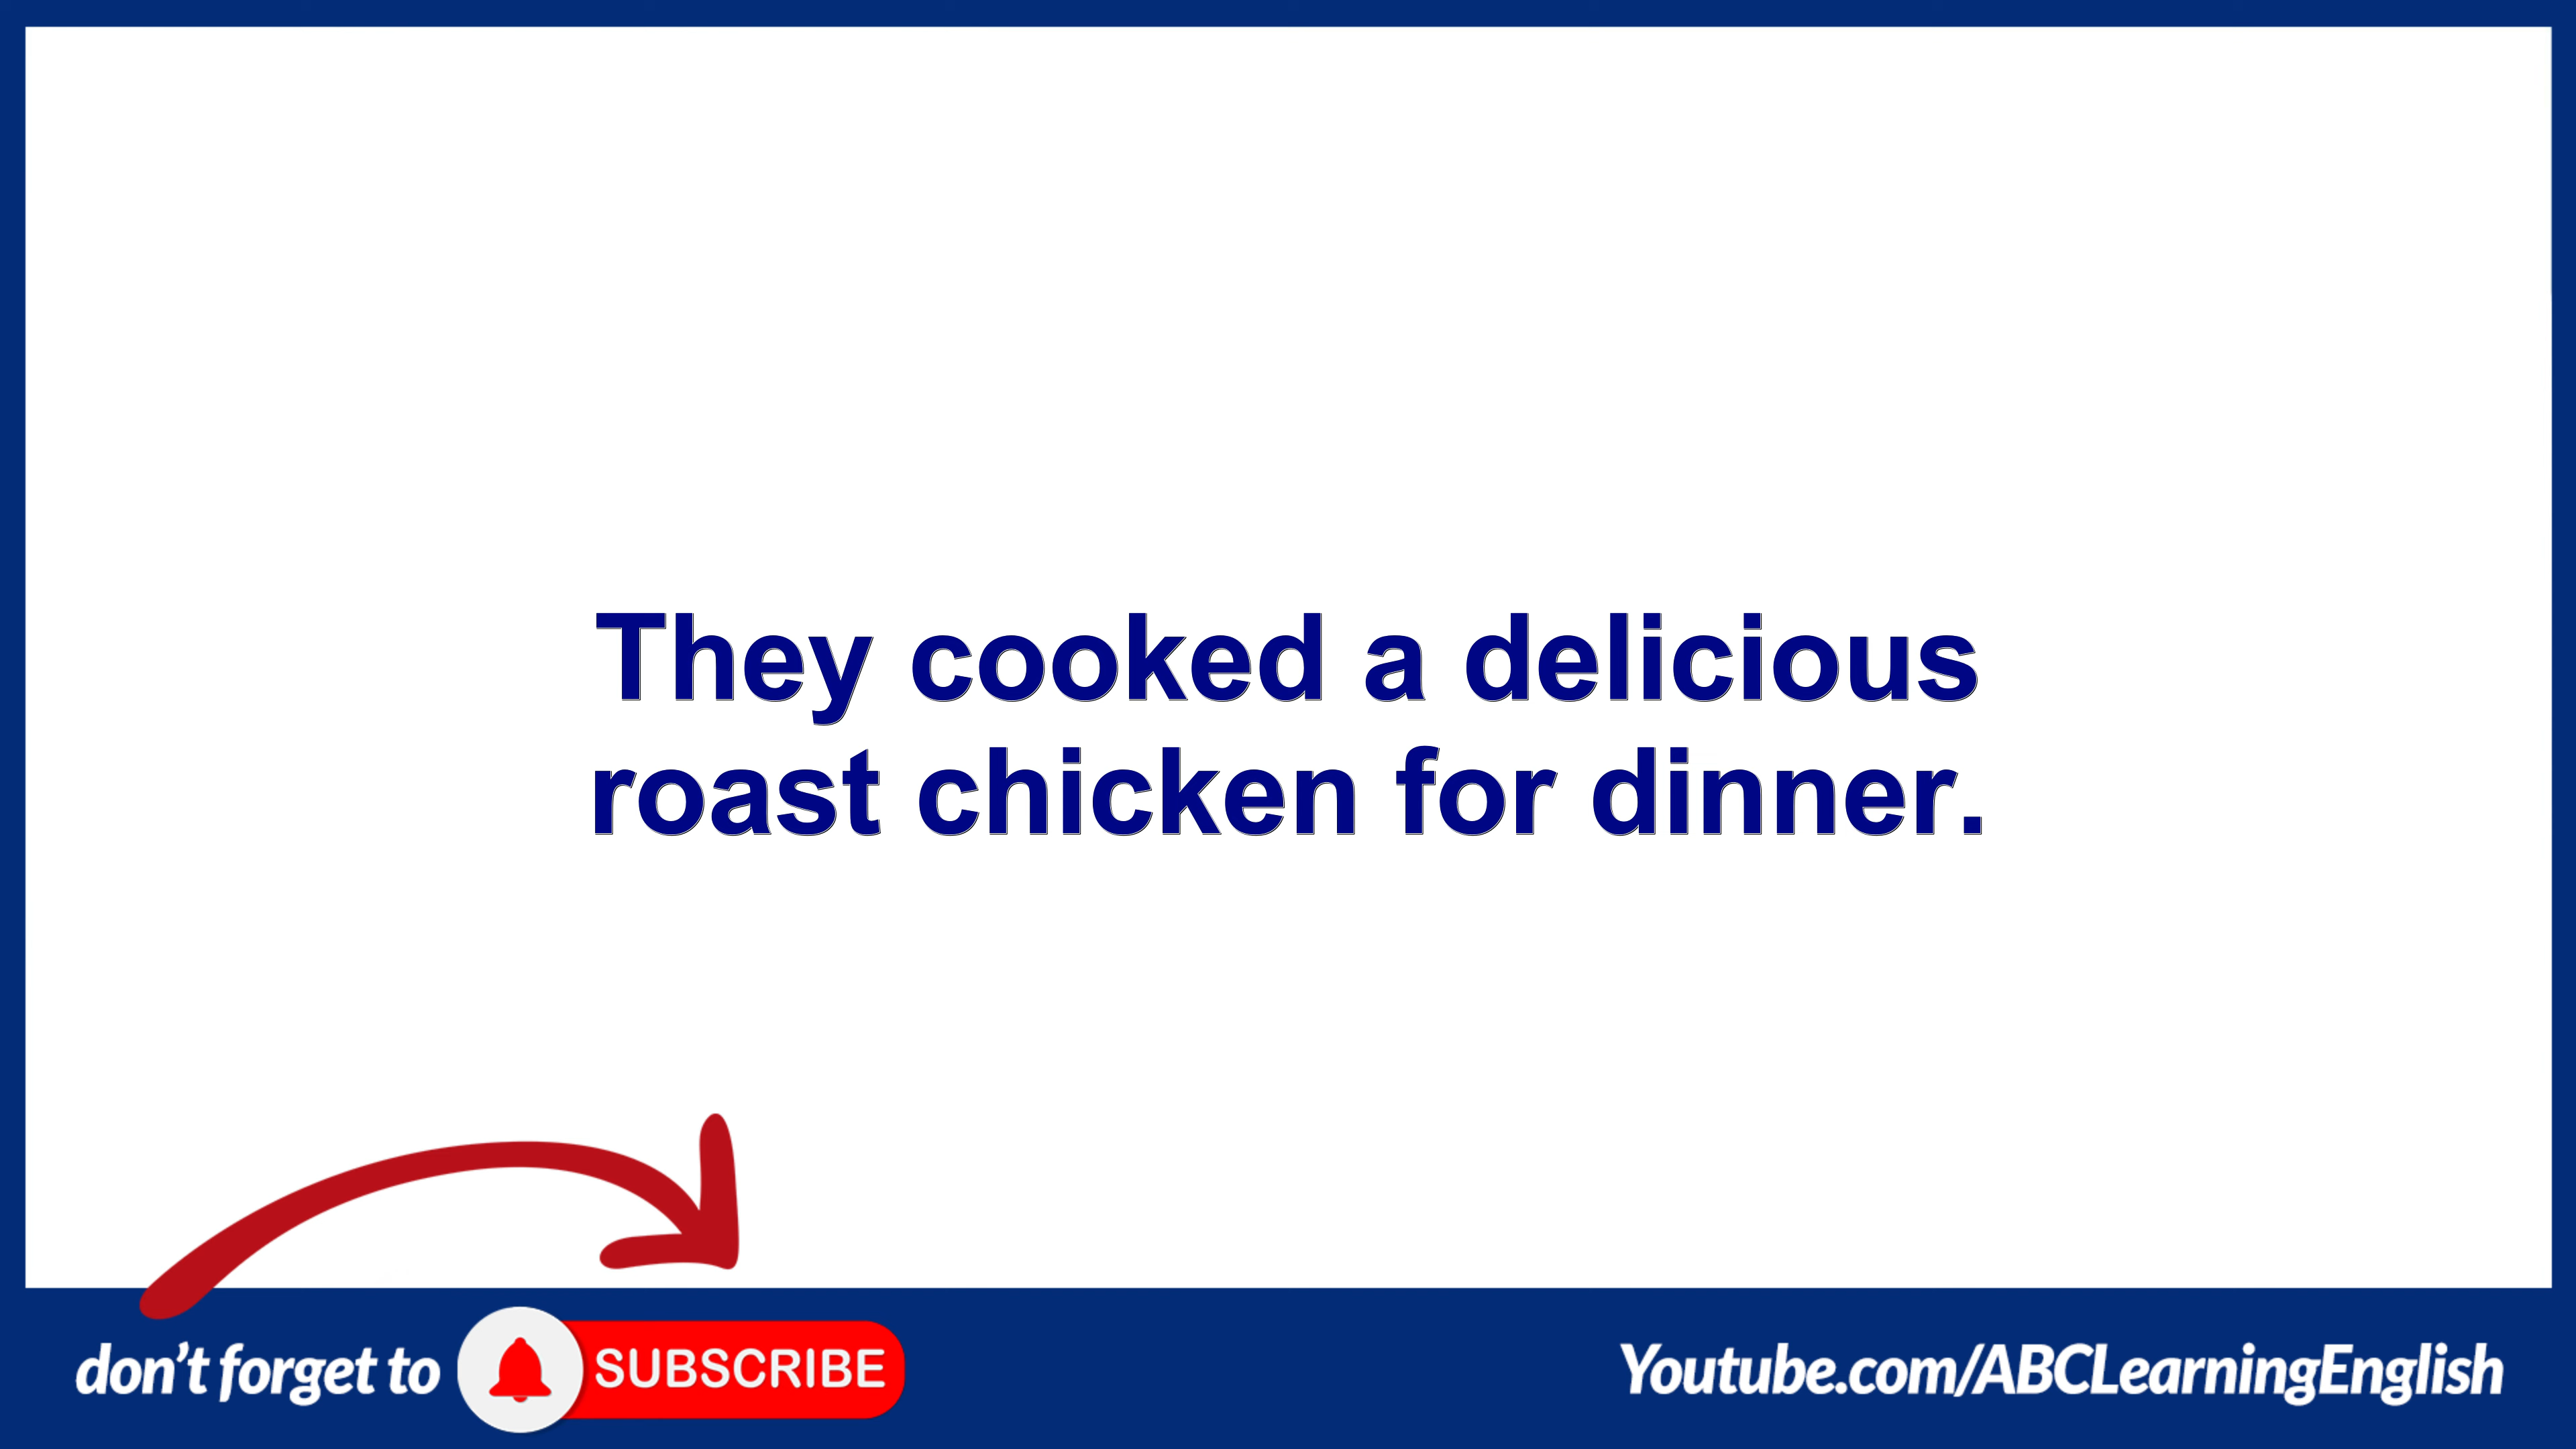 They cooked a delicious
roast chicken for dinner.
don't forget to SUBSCRIBE
Youtube.com/ABCLearningEnglish